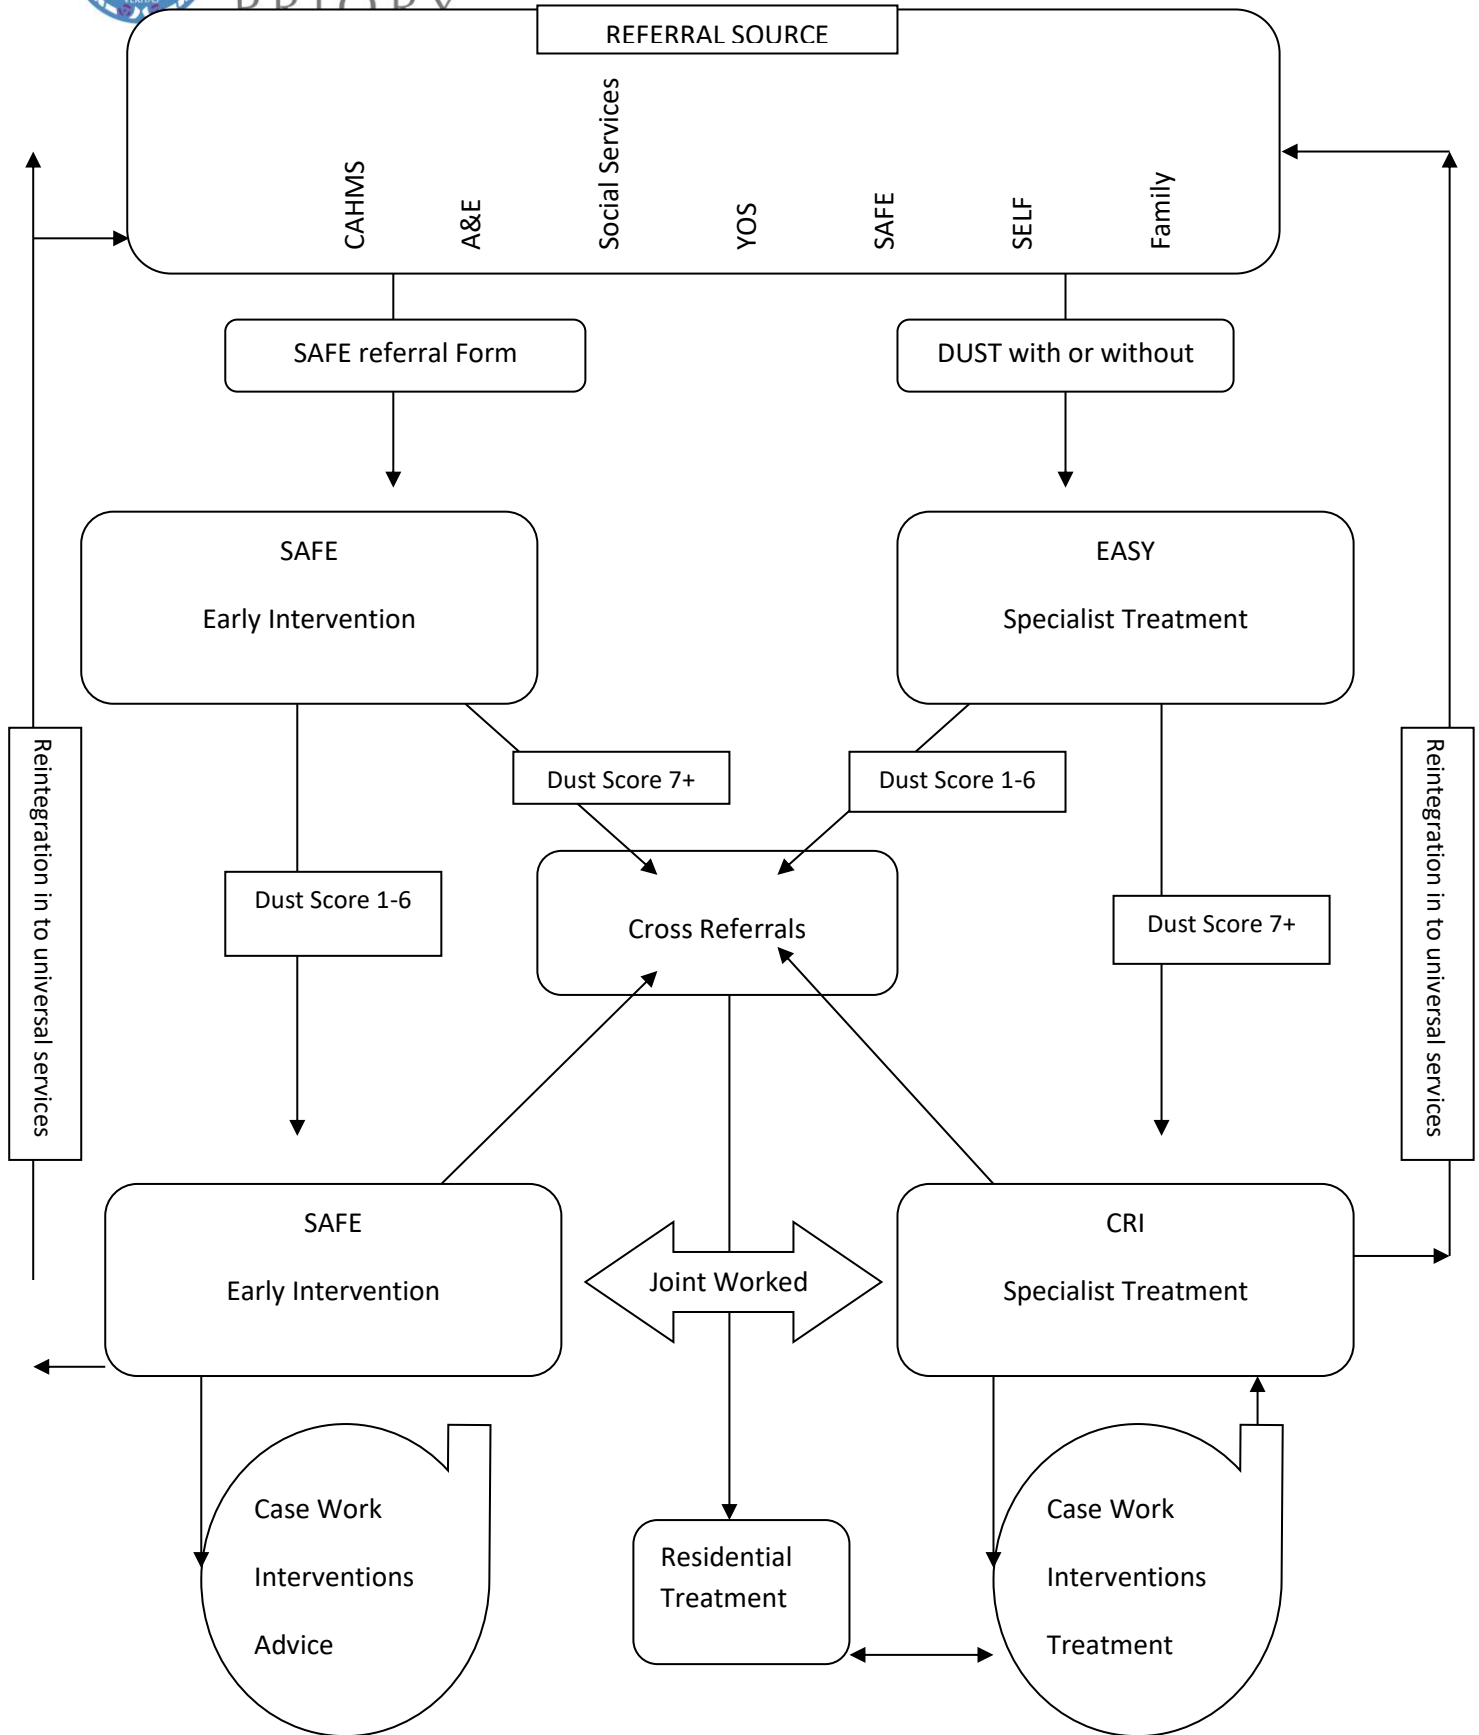 PRIORY
REFERRAL SOURCE
CAHMS
A&E
Social Services
YOS
SAFE
SELF
Family
SAFE referral Form
DUST with or without
SAFE
Early Intervention
EASY
Specialist Treatment
Dust Score 7+
Dust Score 1-6
Reintegration in to universal services
Reintegration in to universal services
Dust Score 1-6
Cross Referrals
Dust Score 7+
SAFE
Early Intervention
Joint Worked
CRI
Specialist Treatment
Case Work
Interventions
Advice
Residential
Treatment
Case Work
Interventions
Treatment